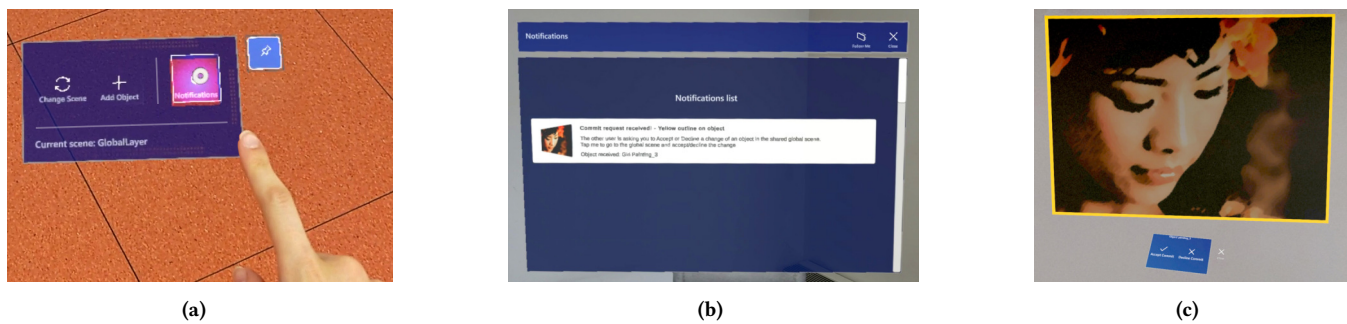 Change Scene
Add Object
Notifications
Current scene: GlobalLayer
Notifications
Follow Me
Close
Notifications list
Commit request received! - Yellow outline on object
The other user is asking you to Accept or Decline a change of an object in the shared global scene.
Tap me to go to the global scene and accept/decline the change.
Object received: Painting_3
Accept Commit
Decline Commit
(a)
(b)
(c)